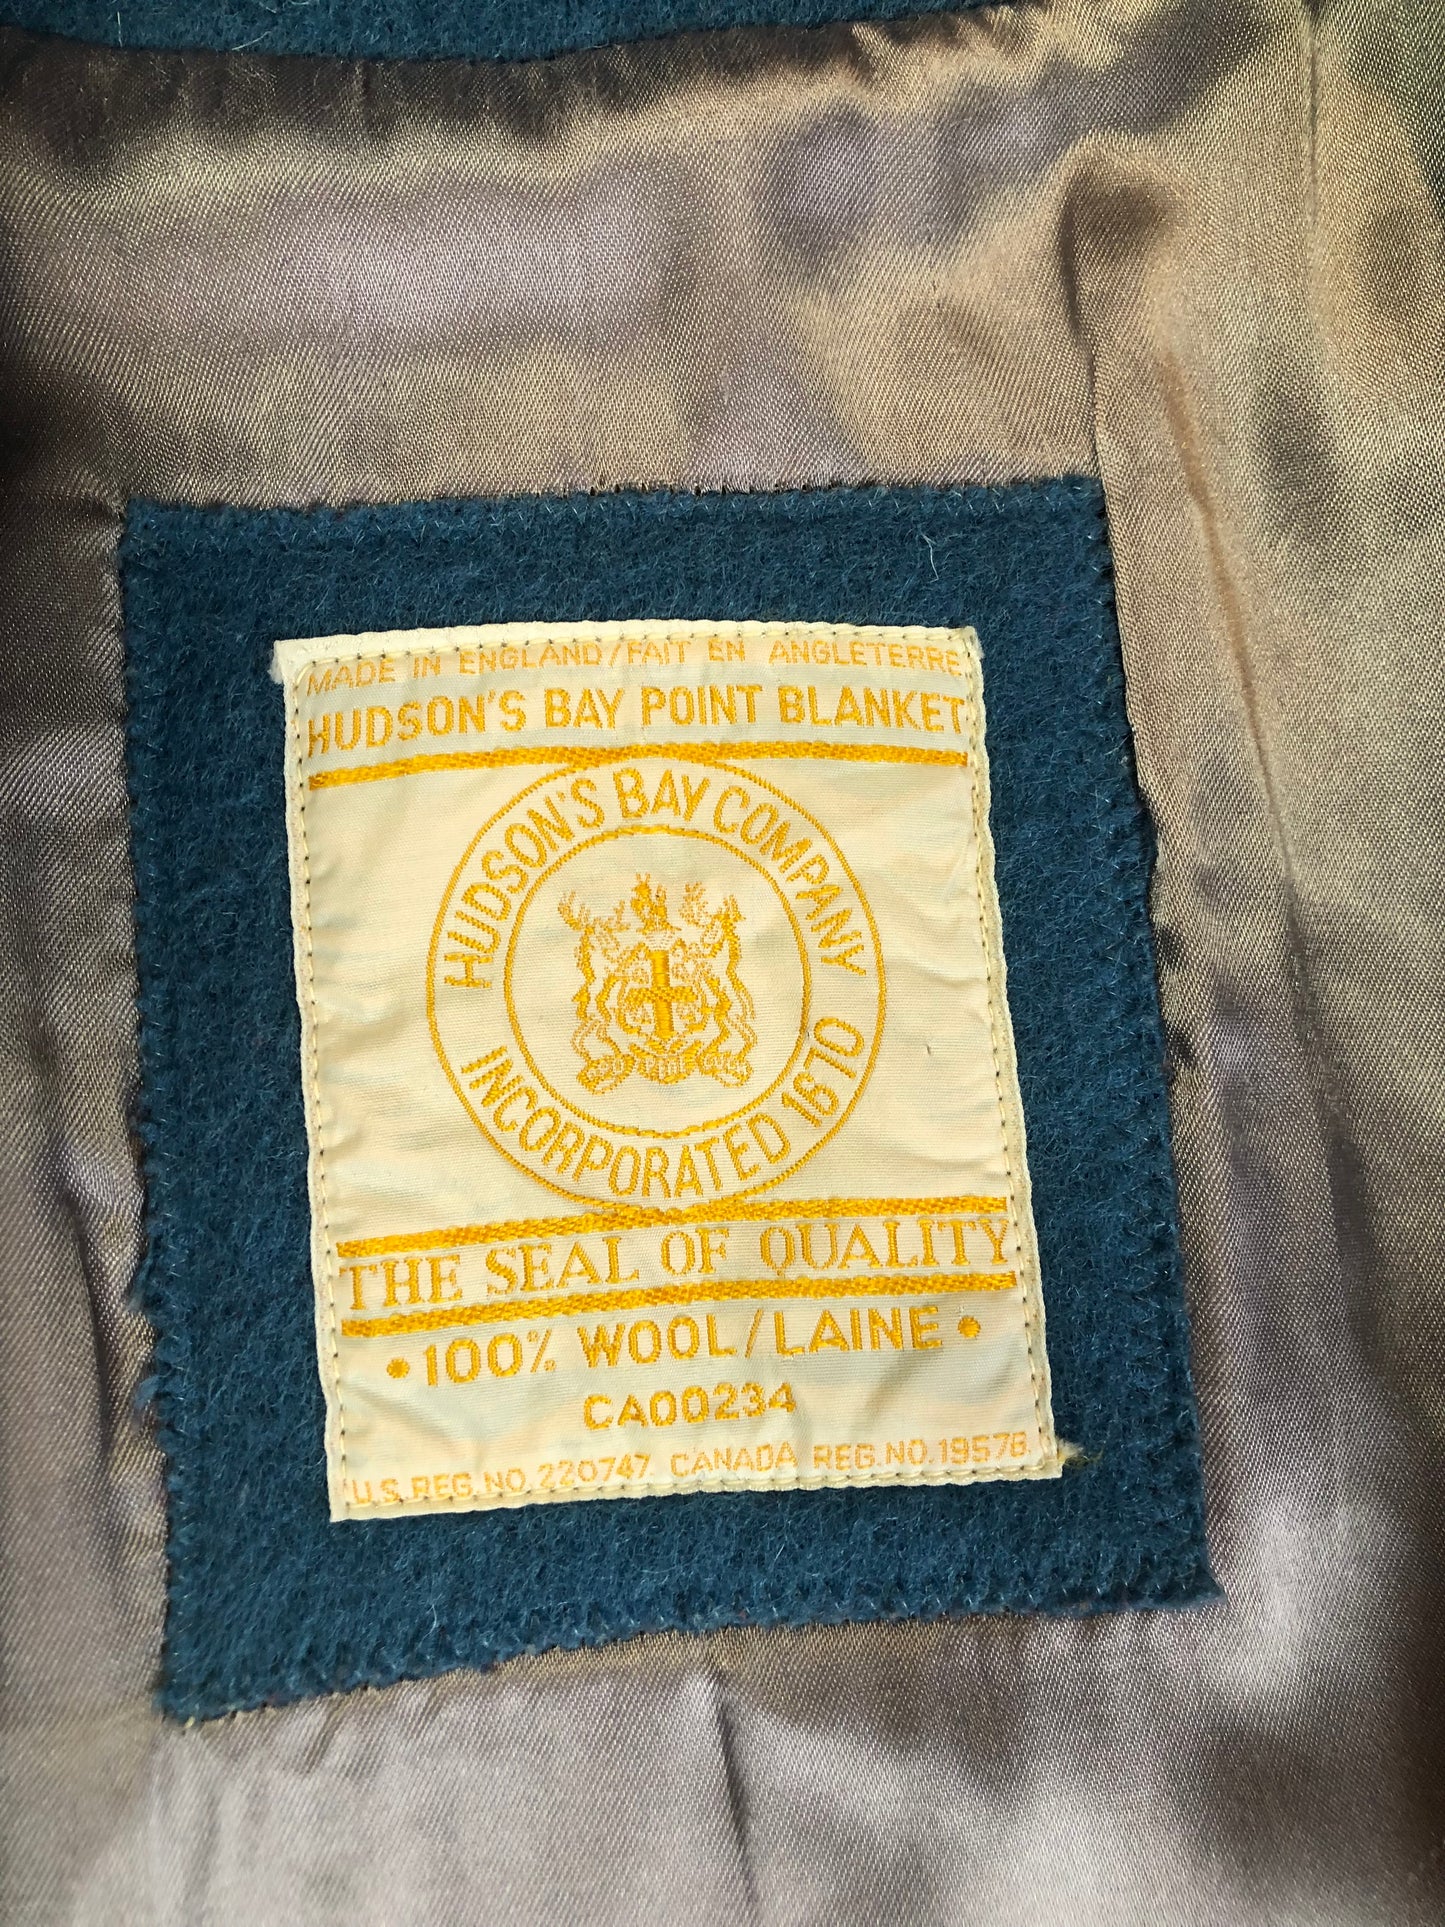 MADE IN ENGLAND/FAIT EN ANGLETERRE
HUDSON'S BAY POINT BLANKET
HUDSON'S BAY COMPANY
INCORPORATED 1670
THE SEAL OF QUALITY
• 100% WOOL/LAINE •
CA00234
U.S. REG. NO. 220747. CANADA REG. NO. 19578.